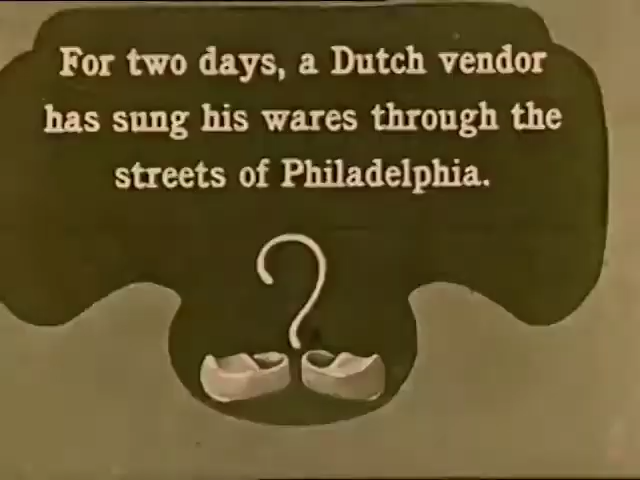 For two days, a Dutch vendor
has sung his wares through the
streets of Philadelphia.
?